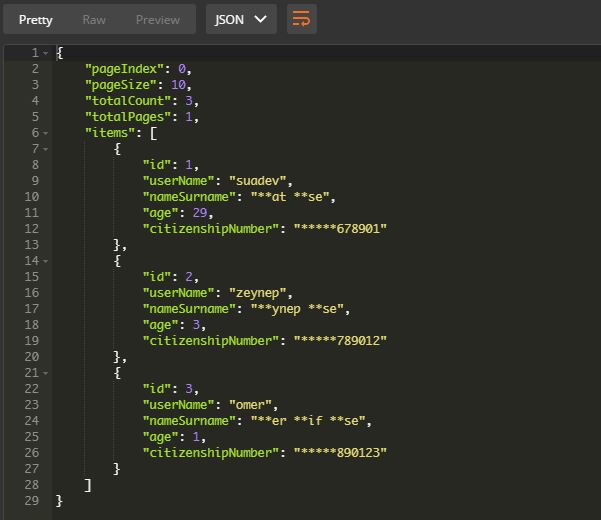 Pretty Raw Preview JSON
1 {
2 "pageIndex": 0,
3 "pageSize": 10,
4 "totalCount": 3,
5 "totalPages": 1,
6 "items": [
7 {
8 "id": 1,
9 "userName": "suadev",
10 "nameSurname": "**at **se",
11 "age": 29,
12 "citizenshipNumber": "*****678901"
13 },
14 {
15 "id": 2,
16 "userName": "zeynep",
17 "nameSurname": "**ynep **se",
18 "age": 3,
19 "citizenshipNumber": "*****789012"
20 },
21 {
22 "id": 3,
23 "userName": "omer",
24 "nameSurname": "**er **if **se",
25 "age": 1,
26 "citizenshipNumber": "*****890123"
27 }
28 ]
29 }